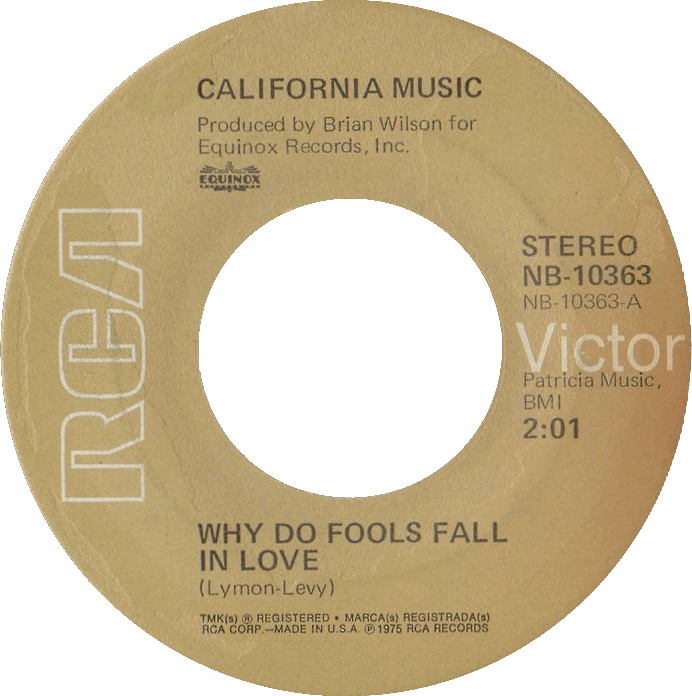 CALIFORNIA MUSIC
Produced by Brian Wilson for
Equinox Records, Inc.
EQUINOX
RCA
STEREO
NB-10363
NB-10363-A
Victor
Patricia Music,
BMI
2:01
WHY DO FOOLS FALL
IN LOVE
(Lymon-Levy)
TMK(s) ® REGISTERED • MARCA(s) REGISTRADA(s)
RCA CORP.—MADE IN U.S.A. ℗ 1975 RCA RECORDS